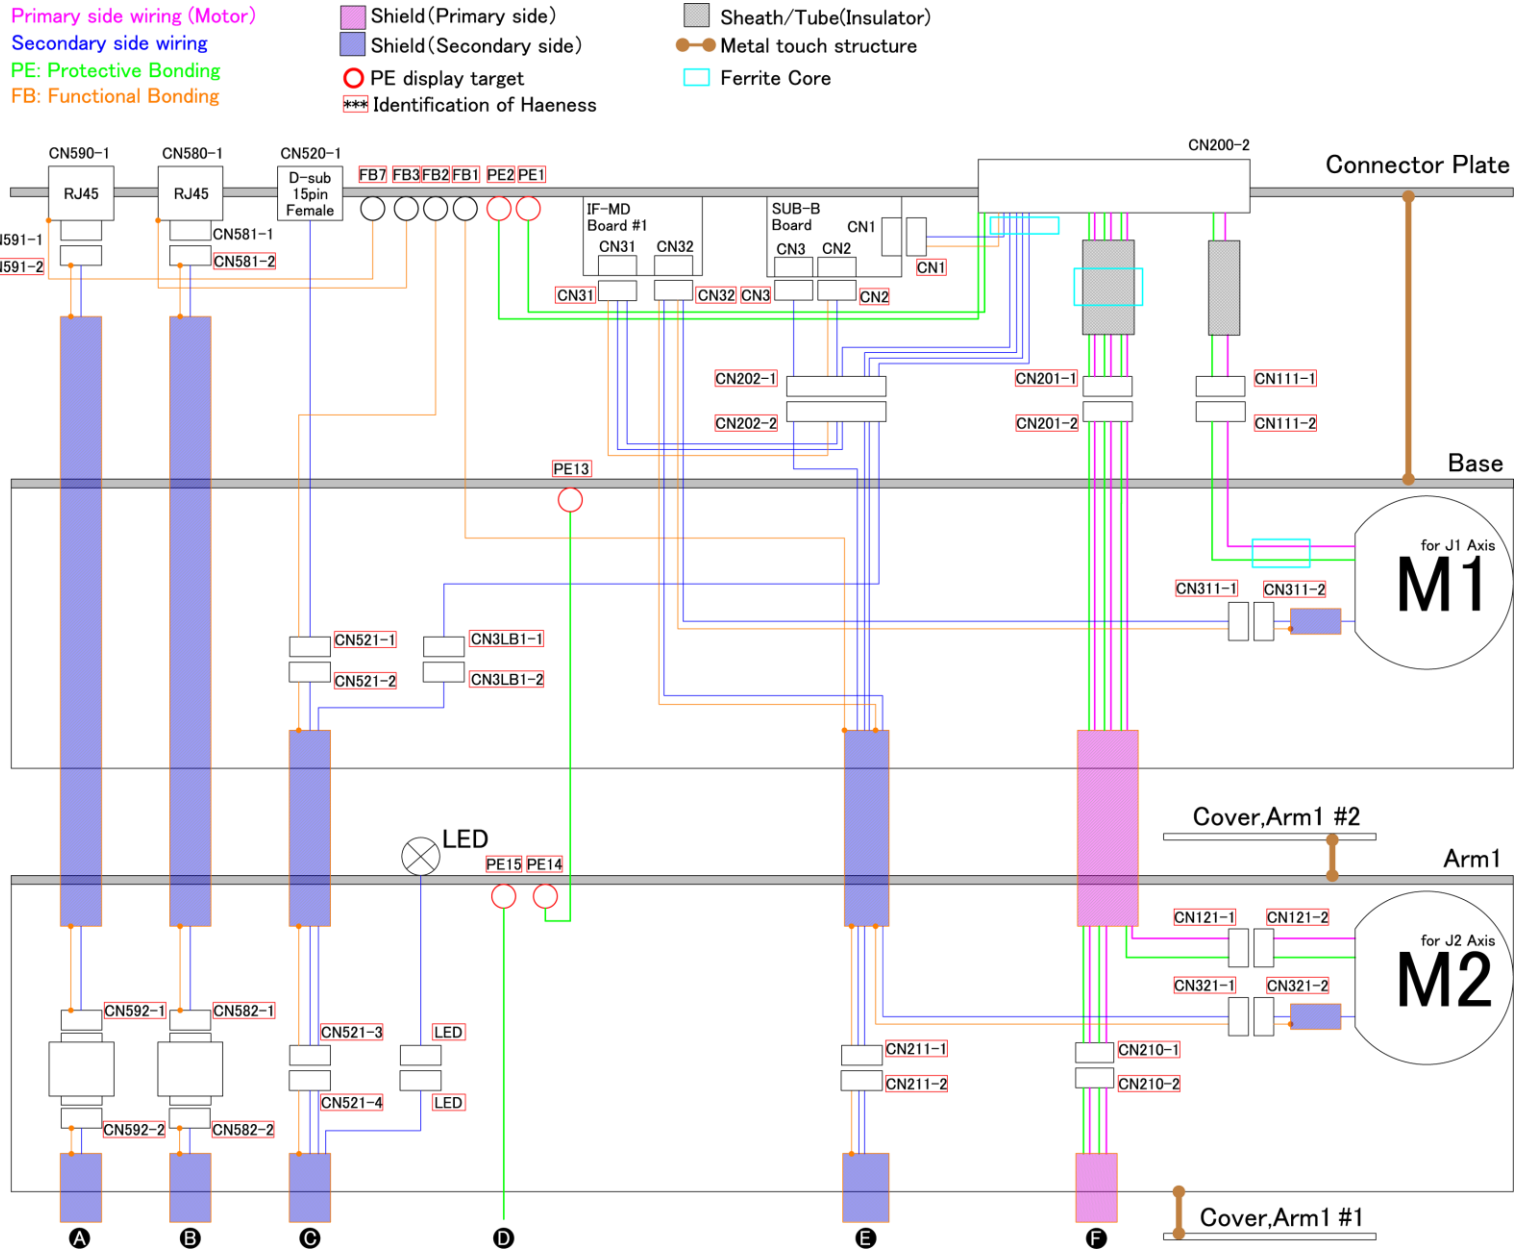 Primary side wiring (Motor)
Secondary side wiring
PE: Protective Bonding
FB: Functional Bonding
Shield(Primary side)
Shield(Secondary side)
PE display target
*** Identification of Haeness
Sheath/Tube(Insulator)
Metal touch structure
Ferrite Core
CN590-1
CN580-1
CN520-1
CN200-2
Connector Plate
RJ45
RJ45
D-sub
15pin
Female
FB7
FB3
FB2
FB1
PE2
PE1
IF-MD
Board #1
CN31
CN32
SUB-B
Board
CN1
CN3
CN2
N591-1
CN581-1
N591-2
CN581-2
CN1
CN31
CN32
CN3
CN2
CN202-1
CN201-1
CN111-1
CN202-2
CN201-2
CN111-2
PE13
Base
for J1 Axis
M1
CN311-1
CN311-2
CN521-1
CN3LB1-1
CN521-2
CN3LB1-2
Cover,Arm1 #2
LED
PE15
PE14
Arm1
CN121-1
CN121-2
for J2 Axis
M2
CN321-1
CN321-2
CN592-1
CN582-1
CN521-3
LED
CN211-1
CN210-1
CN211-2
CN210-2
CN521-4
LED
CN592-2
CN582-2
Cover,Arm1 #1
A
B
C
D
E
F